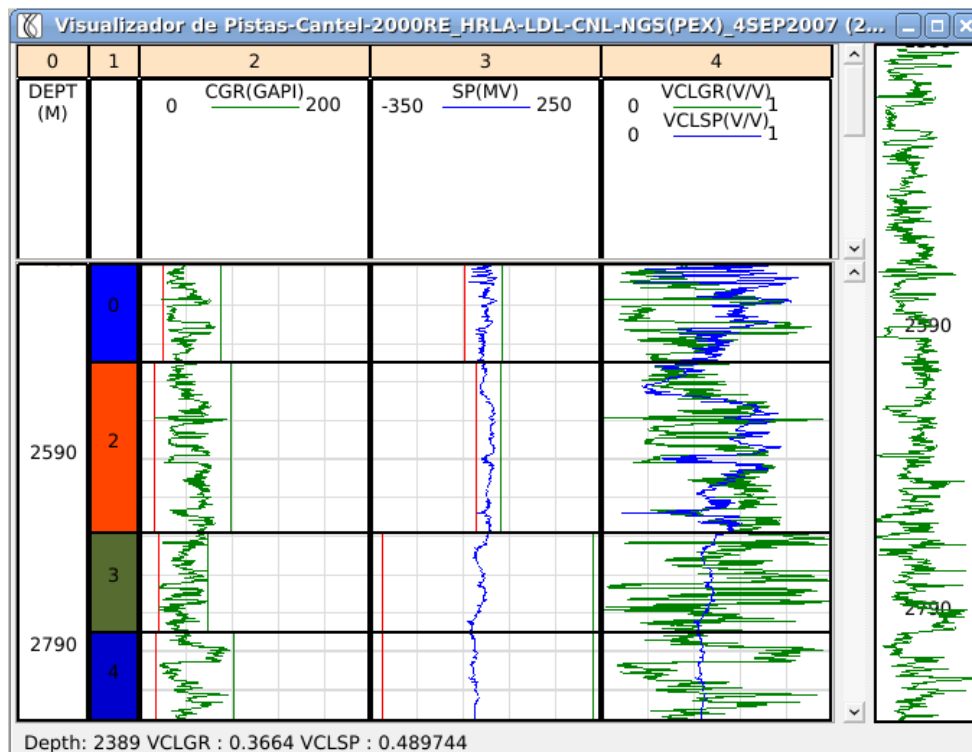 Visualizador de Pistas-Cantel-2000RE_HRLA-LDL-CNL-NGS(PEX)_4SEP2007 (2...
0 1 2 3 4
DEPT
(M)
CGR(GAPI)
0 200
SP(MV)
-350 250
VCLGR(V/V)
0 1
VCLSP(V/V)
0 1
0
2
2590
3
2790
4
2590
2790
Depth: 2389 VCLGR : 0.3664 VCLSP : 0.489744